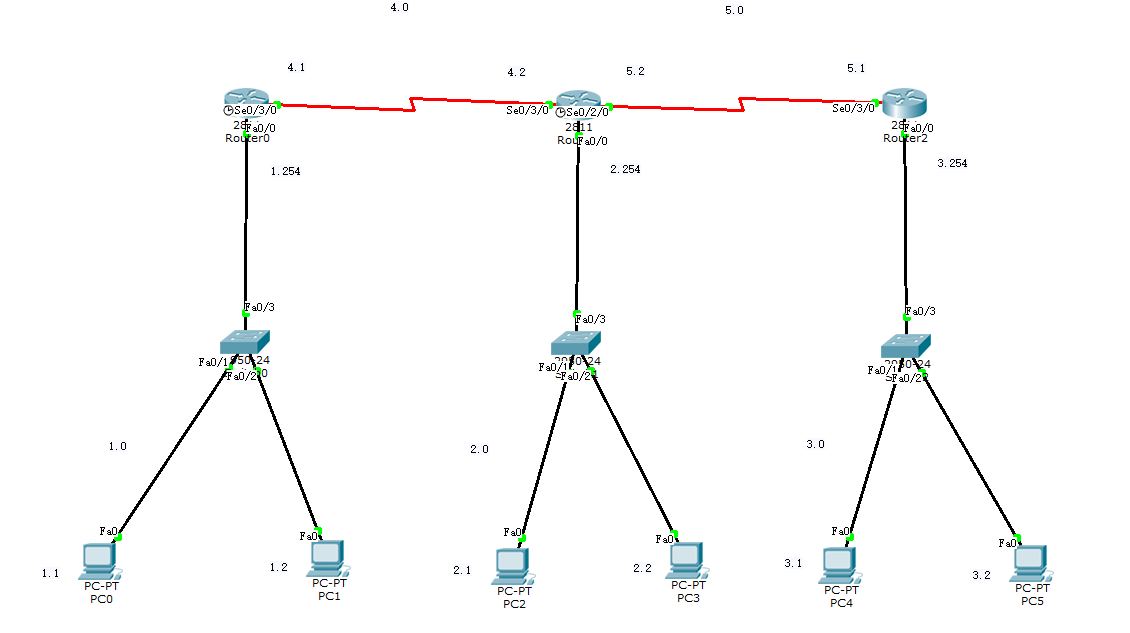 4.0
5.0
4.1
4.2
5.2
5.1
Se0/3/0
Se0/3/0
Se0/2/0
Se0/3/0
Fa0/0
Router0
2811
Fa0/0
Fa0/0
Router2
1.254
2.254
3.254
Fa0/3
Fa0/3
Fa0/3
Fa0/1
Fa0/2
Fa0/1
Fa0/2
Fa0/1
Fa0/2
1.0
2.0
3.0
Fa0
Fa0
Fa0
Fa0
Fa0
Fa0
1.1
PC-PT
PC0
1.2
PC-PT
PC1
2.1
PC-PT
PC2
2.2
PC-PT
PC3
3.1
PC-PT
PC4
3.2
PC-PT
PC5